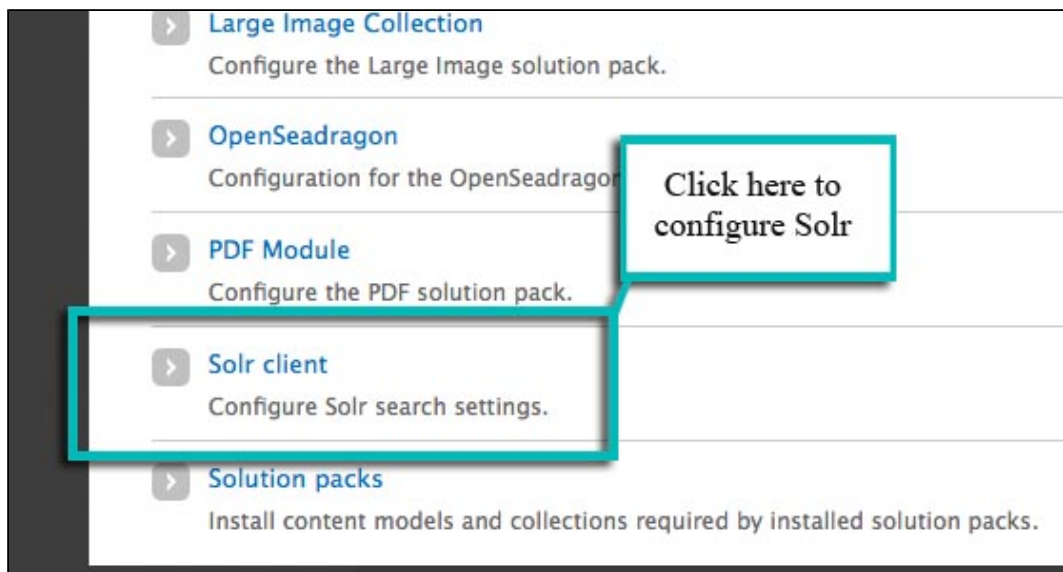 Large Image Collection
Configure the Large Image solution pack.
OpenSeadragon
Configuration for the OpenSeadragon
Click here to
configure Solr
PDF Module
Configure the PDF solution pack.
Solr client
Configure Solr search settings.
Solution packs
Install content models and collections required by installed solution packs.